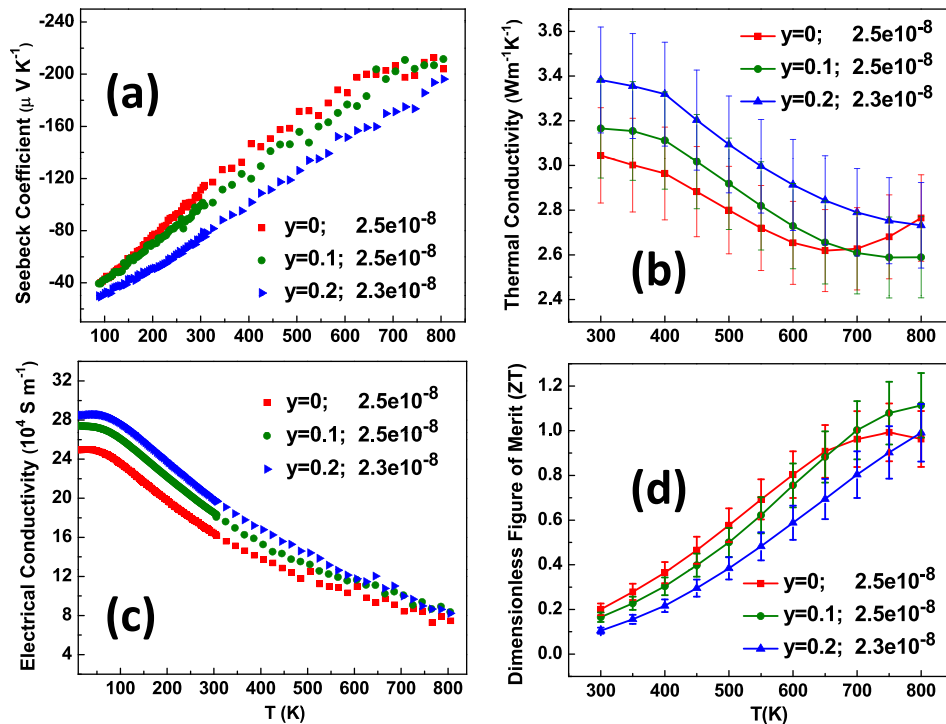 -240
-200
-160
-120
-80
-40
Seebeck Coefficient (μ V K⁻¹)
(a)
y=0; 2.5e10⁻⁸
y=0.1; 2.5e10⁻⁸
y=0.2; 2.3e10⁻⁸
100 200 300 400 500 600 700 800
3.6
3.4
3.2
3.0
2.8
2.6
2.4
Thermal Conductivity (Wm⁻¹K⁻¹)
y=0; 2.5e10⁻⁸
y=0.1; 2.5e10⁻⁸
y=0.2; 2.3e10⁻⁸
(b)
300 400 500 600 700 800
32
28
24
20
16
12
8
4
Electrical Conductivity (10⁴ S m⁻¹)
y=0; 2.5e10⁻⁸
y=0.1; 2.5e10⁻⁸
y=0.2; 2.3e10⁻⁸
(c)
100 200 300 400 500 600 700 800
T (K)
1.2
1.0
0.8
0.6
0.4
0.2
0.0
Dimensionless Figure of Merit (ZT)
(d)
y=0; 2.5e10⁻⁸
y=0.1; 2.5e10⁻⁸
y=0.2; 2.3e10⁻⁸
300 400 500 600 700 800
T(K)